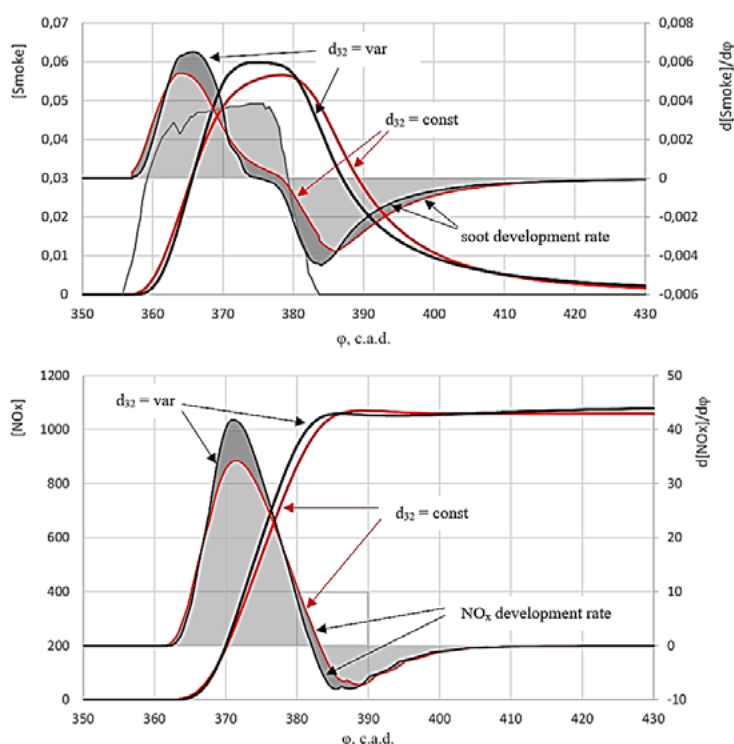 0,07
0,06
0,05
0,04
0,03
0,02
0,01
0
[Smoke]
0,008
0,006
0,004
0,002
0
-0,002
-0,004
-0,006
d[Smoke]/dφ
d32 = var
d32 = const
soot development rate
350 360 370 380 390 400 410 420 430
φ, c.a.d.
1200
1000
800
600
400
200
0
[NOx]
50
40
30
20
10
0
-10
d[NOx]/dφ
d32 = var
d32 = const
NOx development rate
350 360 370 380 390 400 410 420 430
φ, c.a.d.